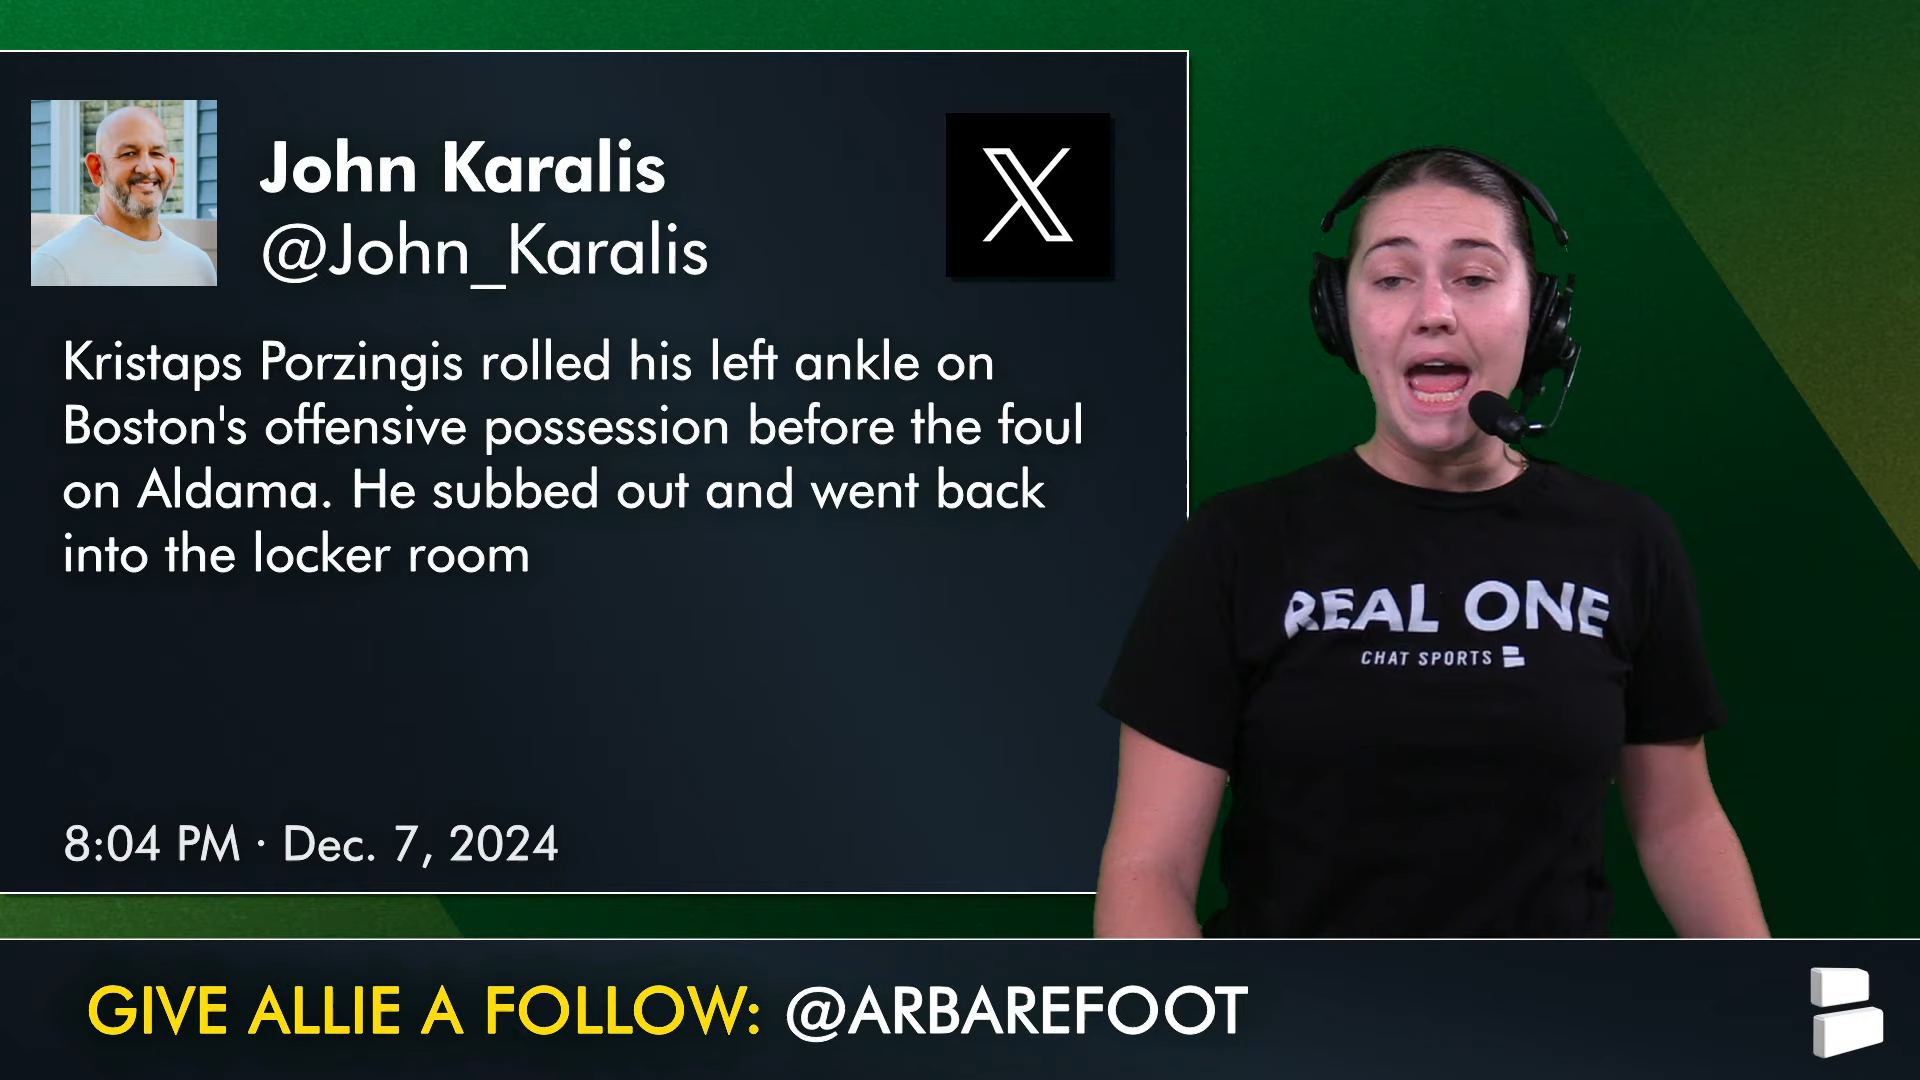 John Karalis
@John_Karalis
Kristaps Porzingis rolled his left ankle on
Boston's offensive possession before the foul
on Aldama. He subbed out and went back
into the locker room
8:04 PM · Dec. 7, 2024
REAL ONE
CHAT SPORTS
GIVE ALLIE A FOLLOW: @ARBAREFOOT